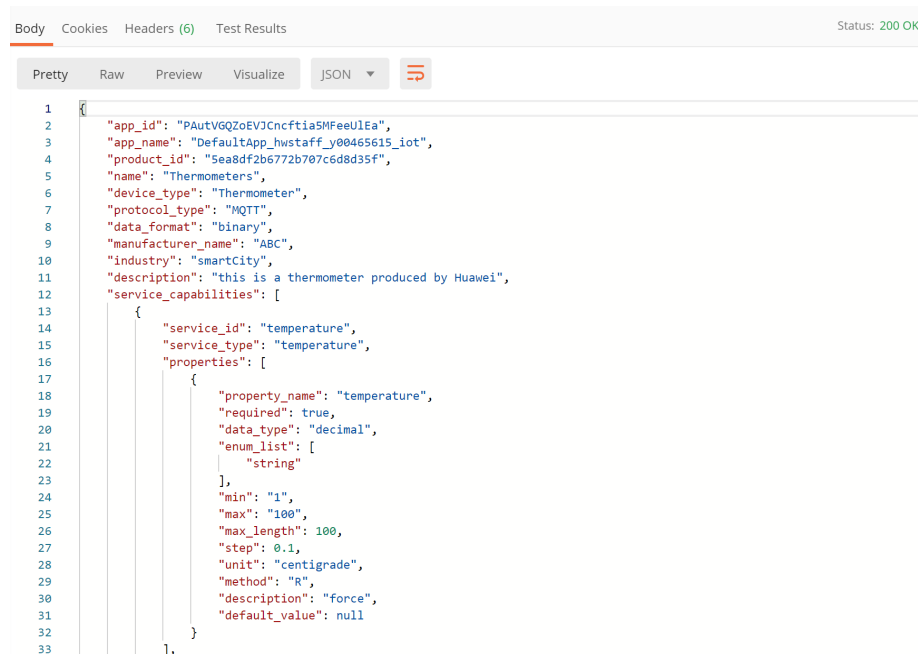 Body Cookies Headers (6) Test Results Status: 200 OK
Pretty Raw Preview Visualize JSON
1 {
2 "app_id": "PAutVGQZoEVJCncftia5MFeeUlEa",
3 "app_name": "DefaultApp_hwstaff_y00465615_iot",
4 "product_id": "5ea8df2b6772b707c6d8d35f",
5 "name": "Thermometers",
6 "device_type": "Thermometer",
7 "protocol_type": "MQTT",
8 "data_format": "binary",
9 "manufacturer_name": "ABC",
10 "industry": "smartCity",
11 "description": "this is a thermometer produced by Huawei",
12 "service_capabilities": [
13 {
14 "service_id": "temperature",
15 "service_type": "temperature",
16 "properties": [
17 {
18 "property_name": "temperature",
19 "required": true,
20 "data_type": "decimal",
21 "enum_list": [
22 "string"
23 ],
24 "min": "1",
25 "max": "100",
26 "max_length": 100,
27 "step": 0.1,
28 "unit": "centigrade",
29 "method": "R",
30 "description": "force",
31 "default_value": null
32 }
33 ],